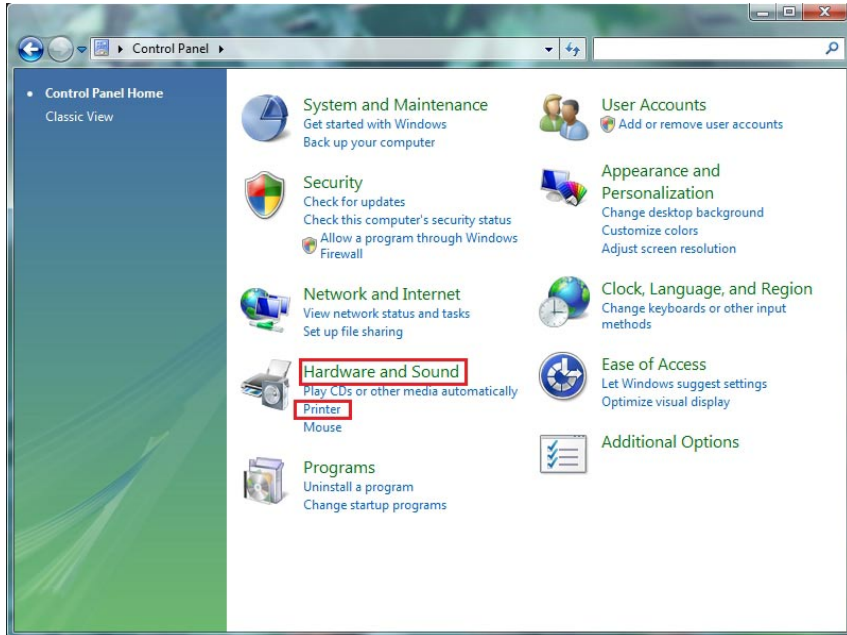 Control Panel
Control Panel Home
Classic View
System and Maintenance
Get started with Windows
Back up your computer
Security
Check for updates
Check this computer's security status
Allow a program through Windows
Firewall
Network and Internet
View network status and tasks
Set up file sharing
Hardware and Sound
Play CDs or other media automatically
Printer
Mouse
Programs
Uninstall a program
Change startup programs
User Accounts
Add or remove user accounts
Appearance and
Personalization
Change desktop background
Customize colors
Adjust screen resolution
Clock, Language, and Region
Change keyboards or other input
methods
Ease of Access
Let Windows suggest settings
Optimize visual display
Additional Options